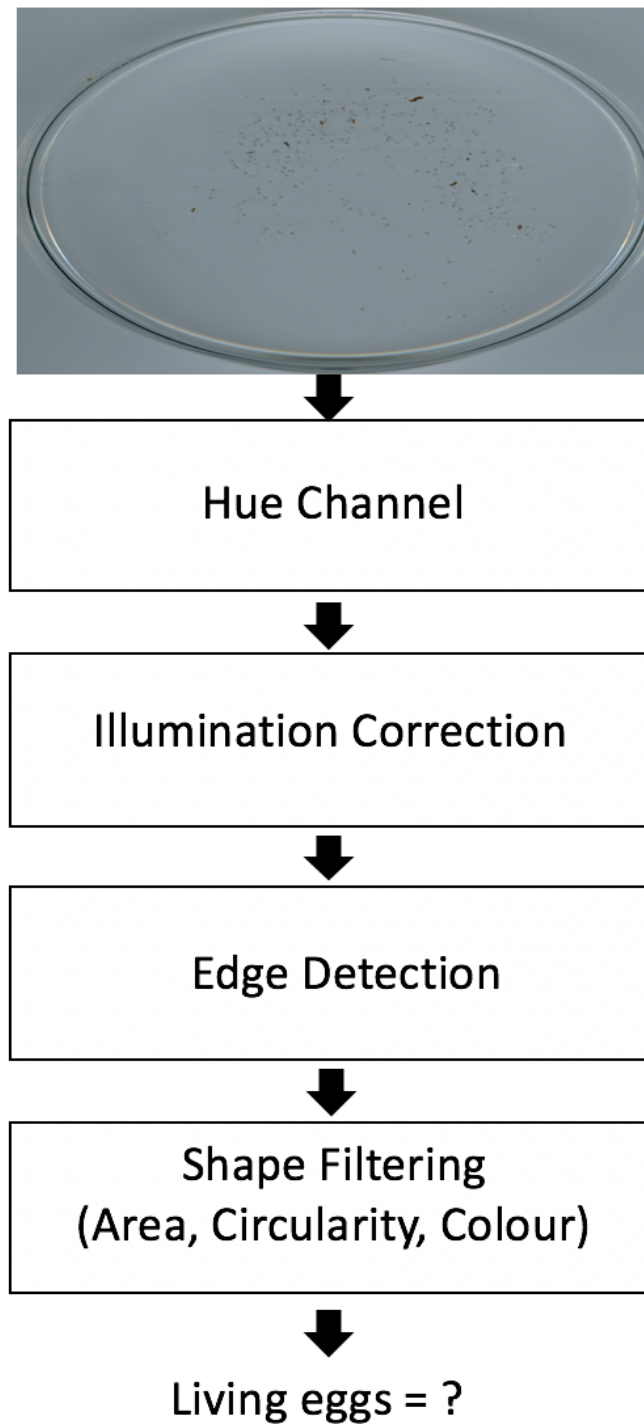 Hue Channel
Illumination Correction
Edge Detection
Shape Filtering
(Area, Circularity, Colour)
Living eggs = ?